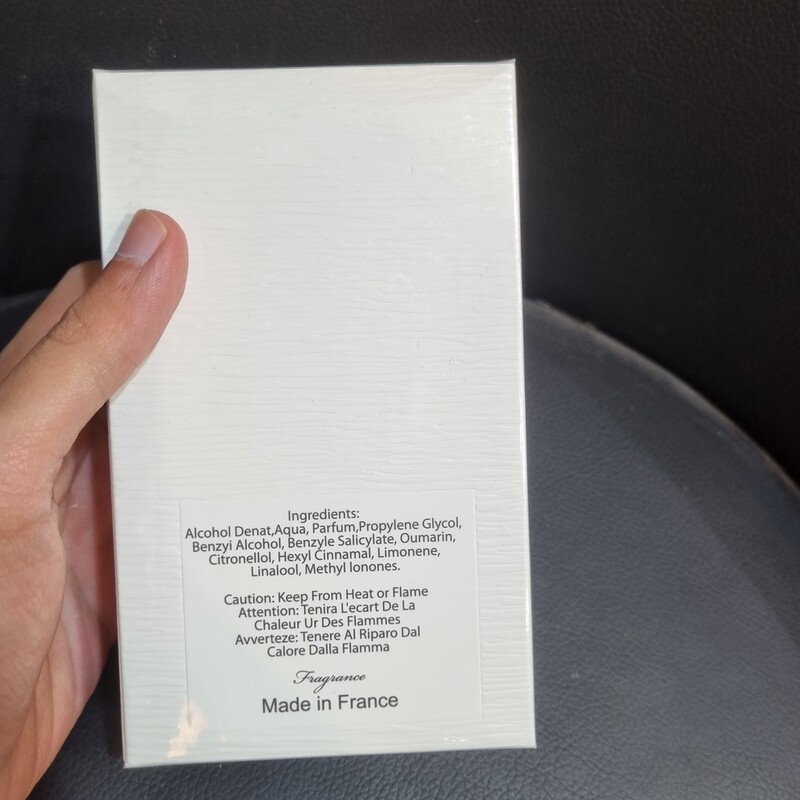 Ingredients:
Alcohol Denat,Aqua, Parfum,Propylene Glycol,
Benzyi Alcohol, Benzyle Salicylate, Oumarin,
Citronellol, Hexyl Cinnamal, Limonene,
Linalool, Methyl Ionones.
Caution: Keep From Heat or Flame
Attention: Tenira L'ecart De La
Chaleur Ur Des Flammes
Avverteze: Tenere Al Riparo Dal
Calore Dalla Flamma
Fragrance
Made in France